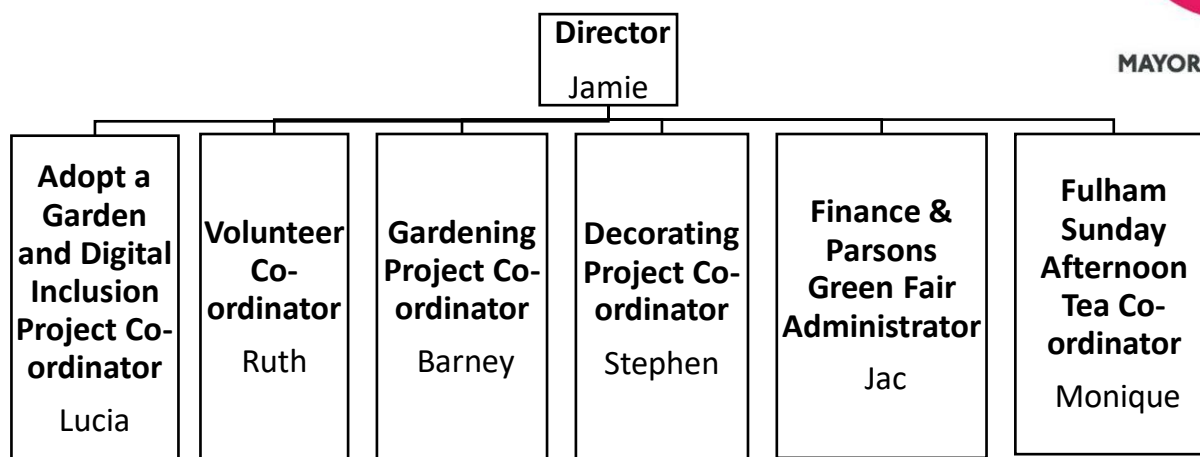 Director
Jamie
MAYOR
Adopt a
Garden
and Digital
Inclusion
Project Co-
ordinator
Lucia
Volunteer
Co-
ordinator
Ruth
Gardening
Project Co-
ordinator
Barney
Decorating
Project Co-
ordinator
Stephen
Finance &
Parsons
Green Fair
Administrator
Jac
Fulham
Sunday
Afternoon
Tea Co-
ordinator
Monique